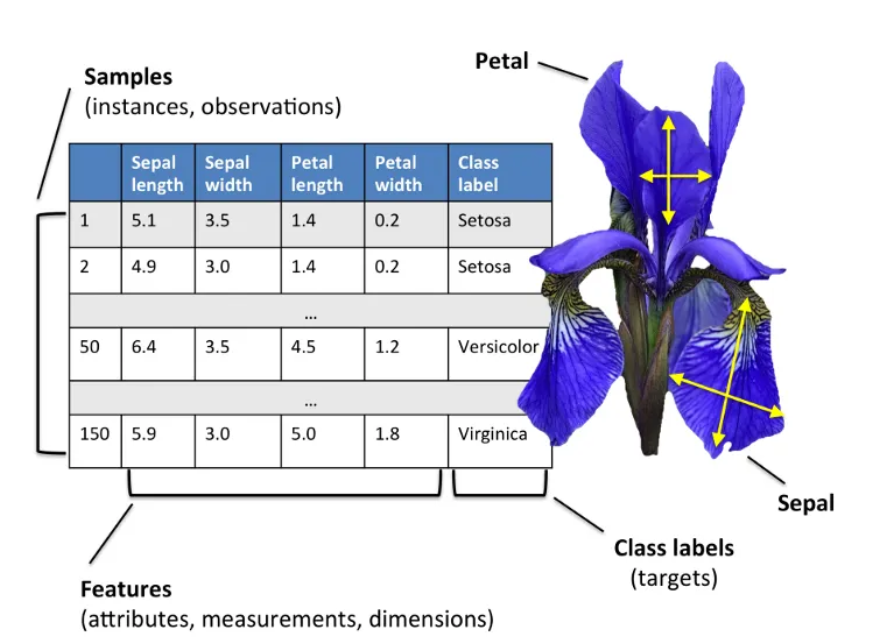 Petal
Samples
(instances, observations)
Sepal length Sepal width Petal length Petal width Class label
1 5.1 3.5 1.4 0.2 Setosa
2 4.9 3.0 1.4 0.2 Setosa
...
50 6.4 3.5 4.5 1.2 Versicolor
...
150 5.9 3.0 5.0 1.8 Virginica
Sepal
Class labels
(targets)
Features
(attributes, measurements, dimensions)